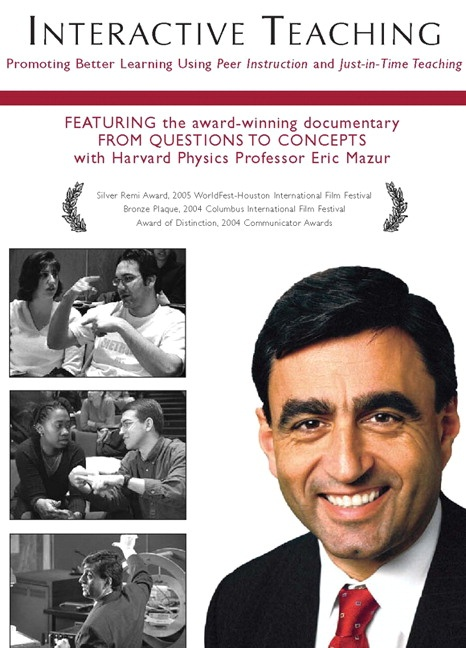 INTERACTIVE TEACHING
Promoting Better Learning Using Peer Instruction and Just-in-Time Teaching
FEATURING the award-winning documentary
FROM QUESTIONS TO CONCEPTS
with Harvard Physics Professor Eric Mazur
Silver Remi Award, 2005 WorldFest-Houston International Film Festival
Bronze Plaque, 2004 Columbus International Film Festival
Award of Distinction, 2004 Communicator Awards